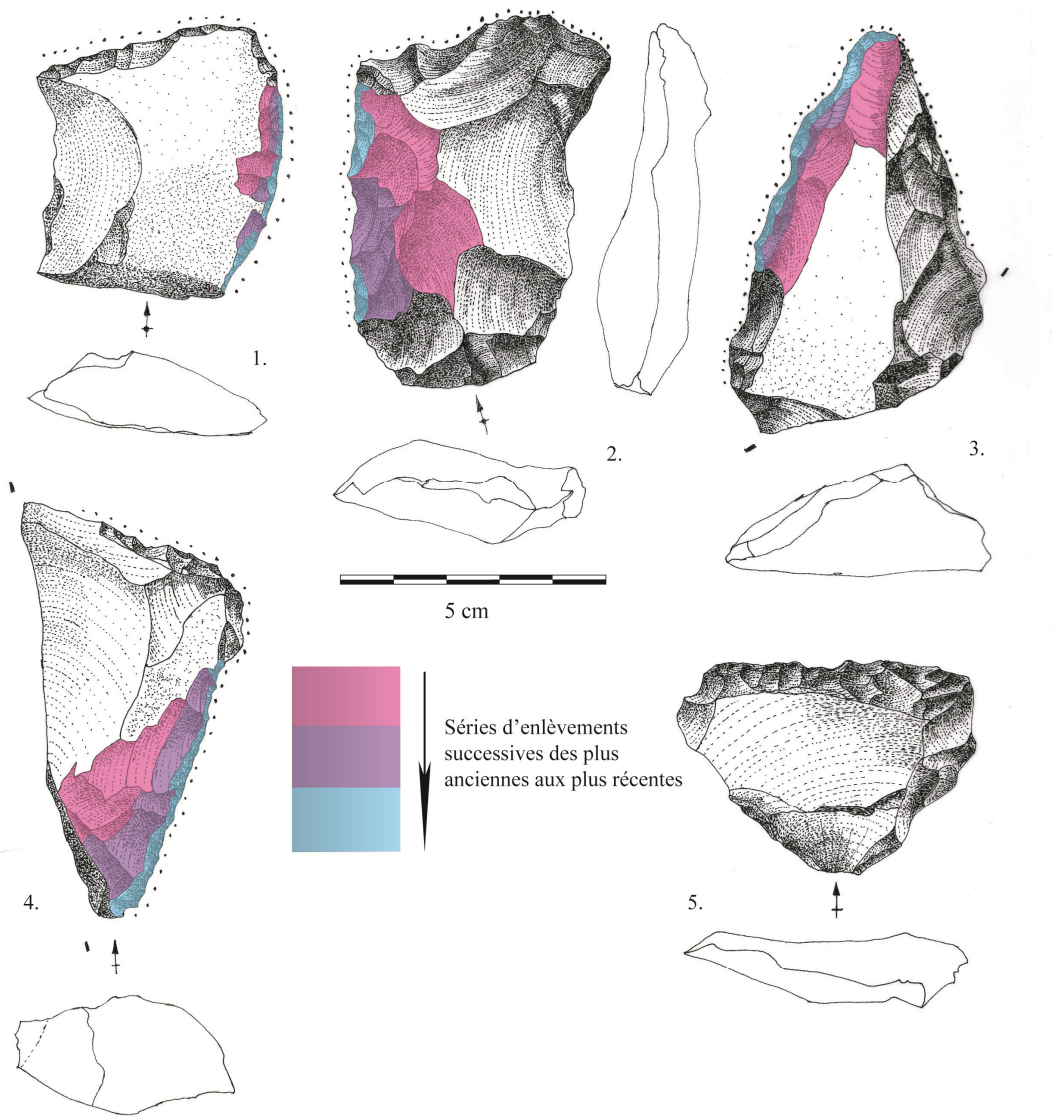 1.
2.
3.
5 cm
Séries d'enlèvements
successives des plus
anciennes aux plus récentes
4.
5.